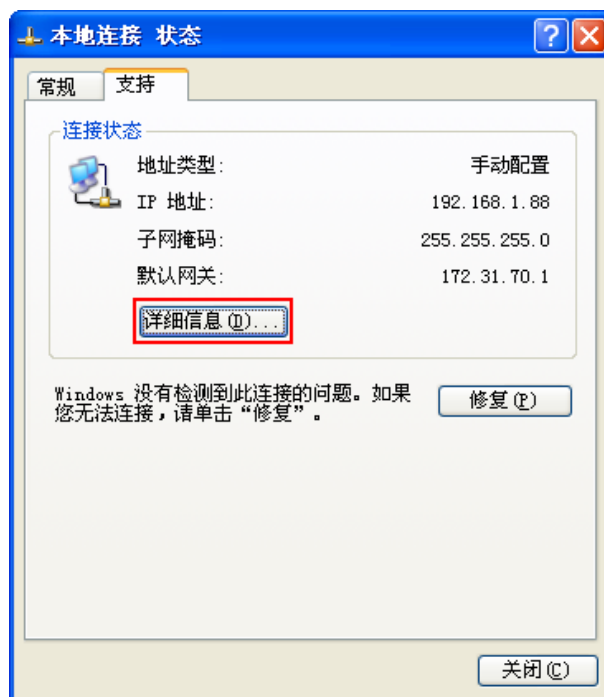 本地连接 状态
常规
支持
连接状态
地址类型:
手动配置
IP 地址:
192.168.1.88
子网掩码:
255.255.255.0
默认网关:
172.31.70.1
详细信息(D)...
Windows 没有检测到此连接的问题。如果
您无法连接，请单击“修复”。
修复(P)
关闭(C)